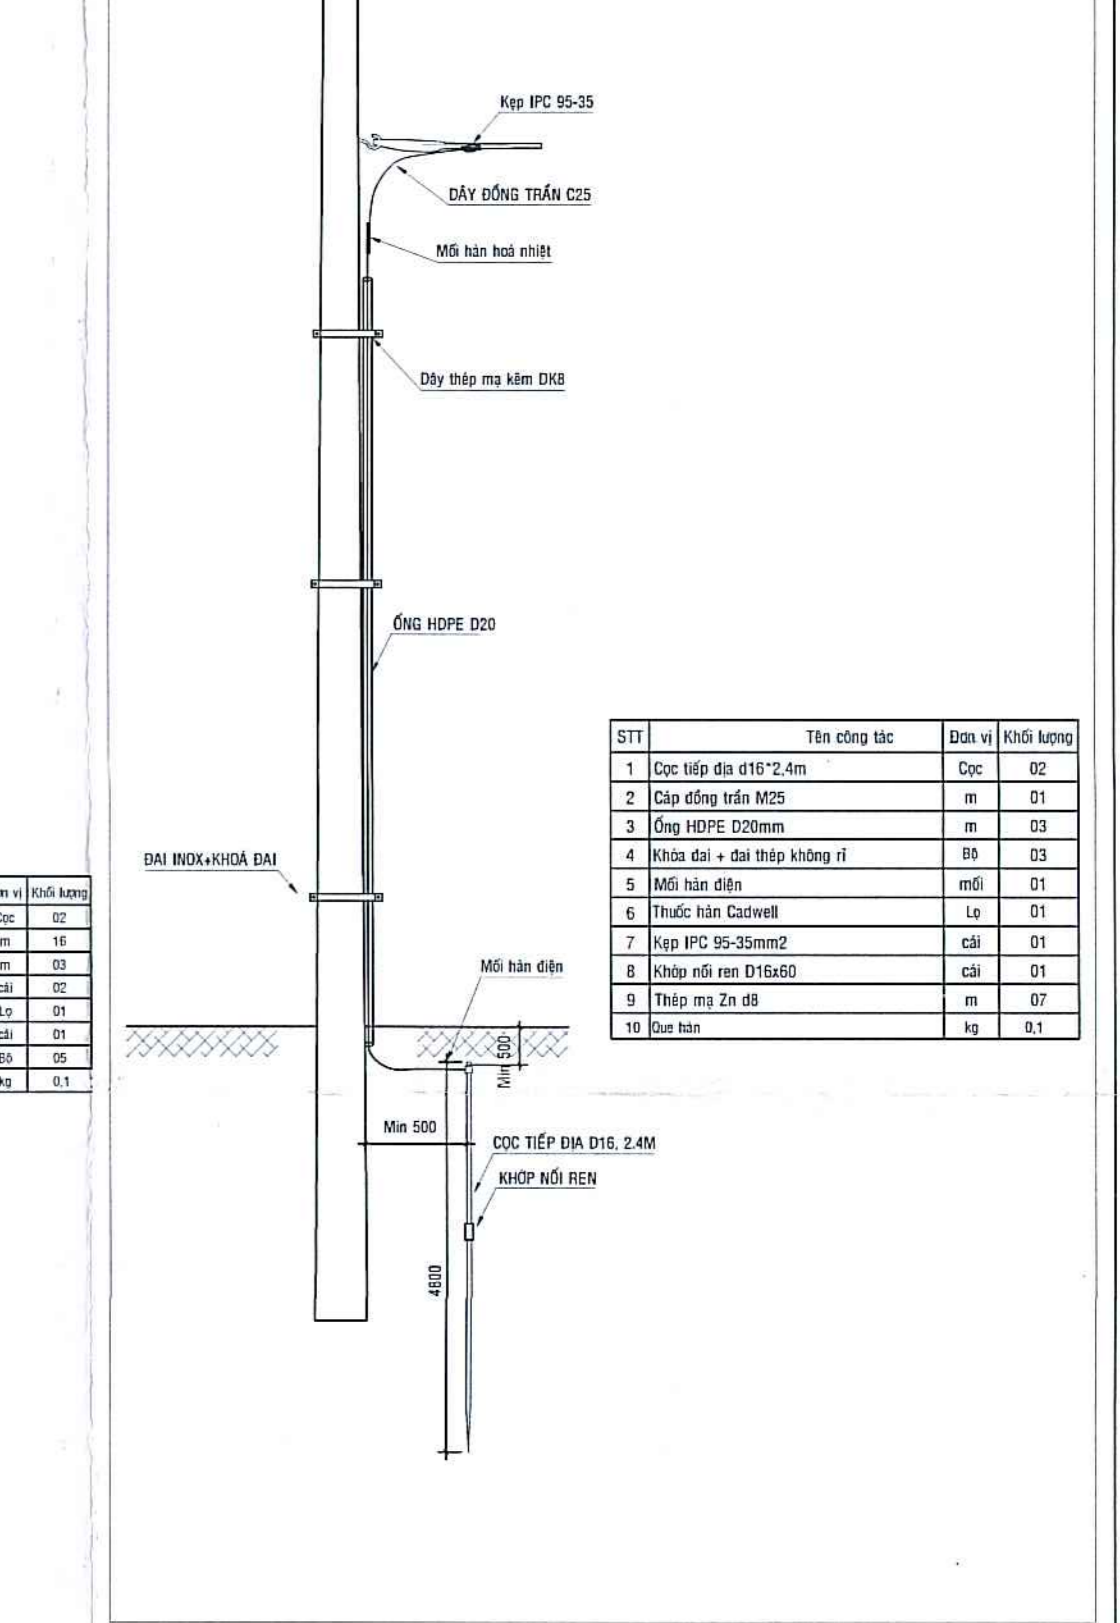 Kẹp IPC 95-35
DÂY ĐỒNG TRẦN C25
Mối hàn hoá nhiệt
Dây thép mạ kẽm DK8
ỐNG HDPE D20
ĐAI INOX+KHOÁ ĐAI
Mối hàn điện
Min 500
Min 500
CỌC TIẾP ĐỊA D16, 2.4M
KHỚP NỐI REN
4800
STT Tên công tác Đơn vị Khối lượng
1 Cọc tiếp địa d16*2,4m Cọc 02
2 Cáp đồng trần M25 m 01
3 Ống HDPE D20mm m 03
4 Khóa đai + đai thép không rỉ Bộ 03
5 Mối hàn điện mối 01
6 Thuốc hàn Cadwell Lọ 01
7 Kẹp IPC 95-35mm2 cái 01
8 Khớp nối ren D16x60 cái 01
9 Thép mạ Zn d8 m 07
10 Que hàn kg 0,1
vị Khối lượng
Cọc 02
m 16
m 03
cái 02
Lọ 01
cái 01
Bộ 05
kg 0,1